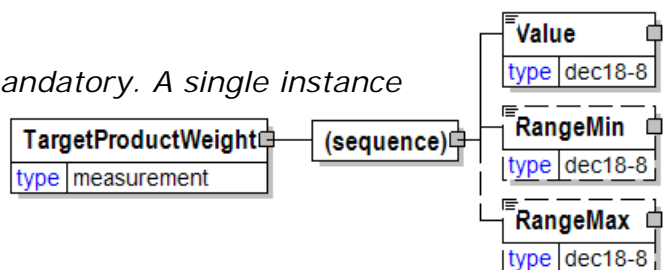 Value
type dec18-8
andatory. A single instance
RangeMin
type dec18-8
TargetProductWeight
(sequence)
type measurement
RangeMax
type dec18-8